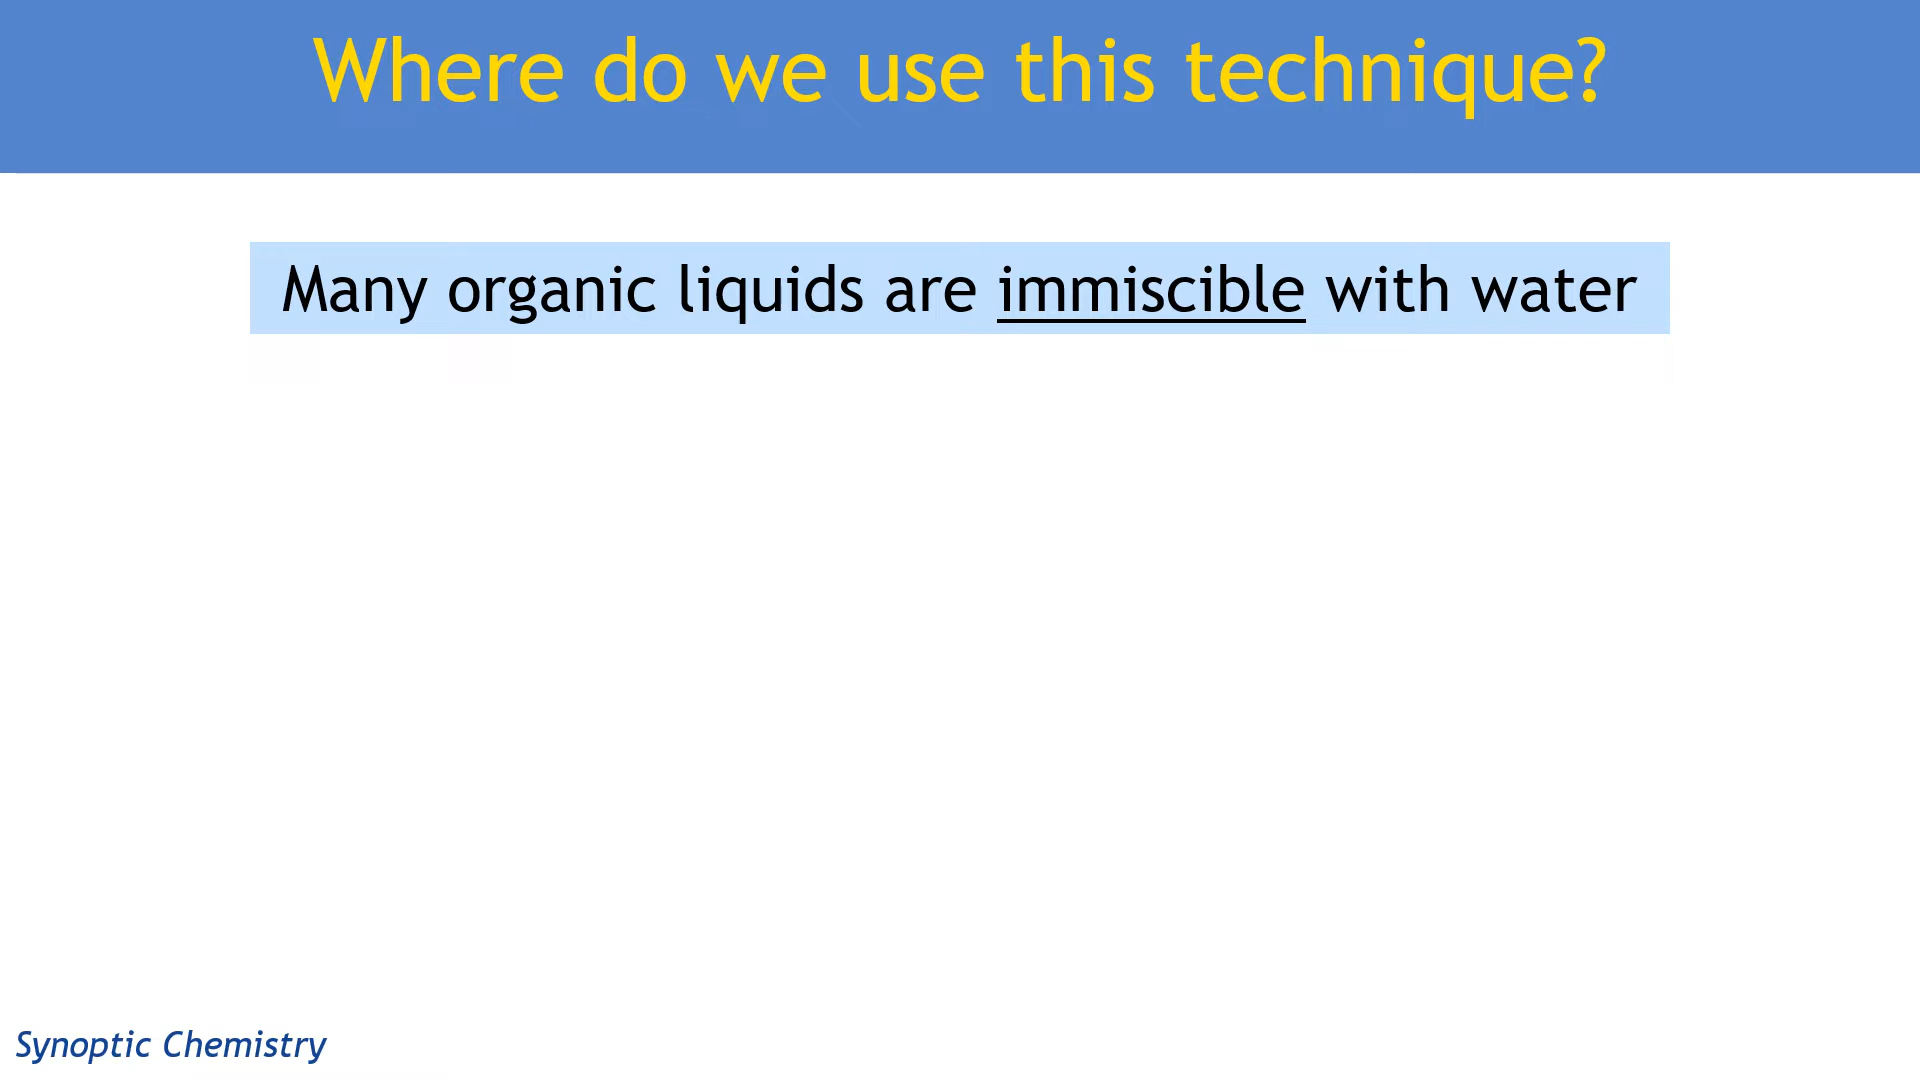 Where do we use this technique?
Many organic liquids are immiscible with water
Synoptic Chemistry